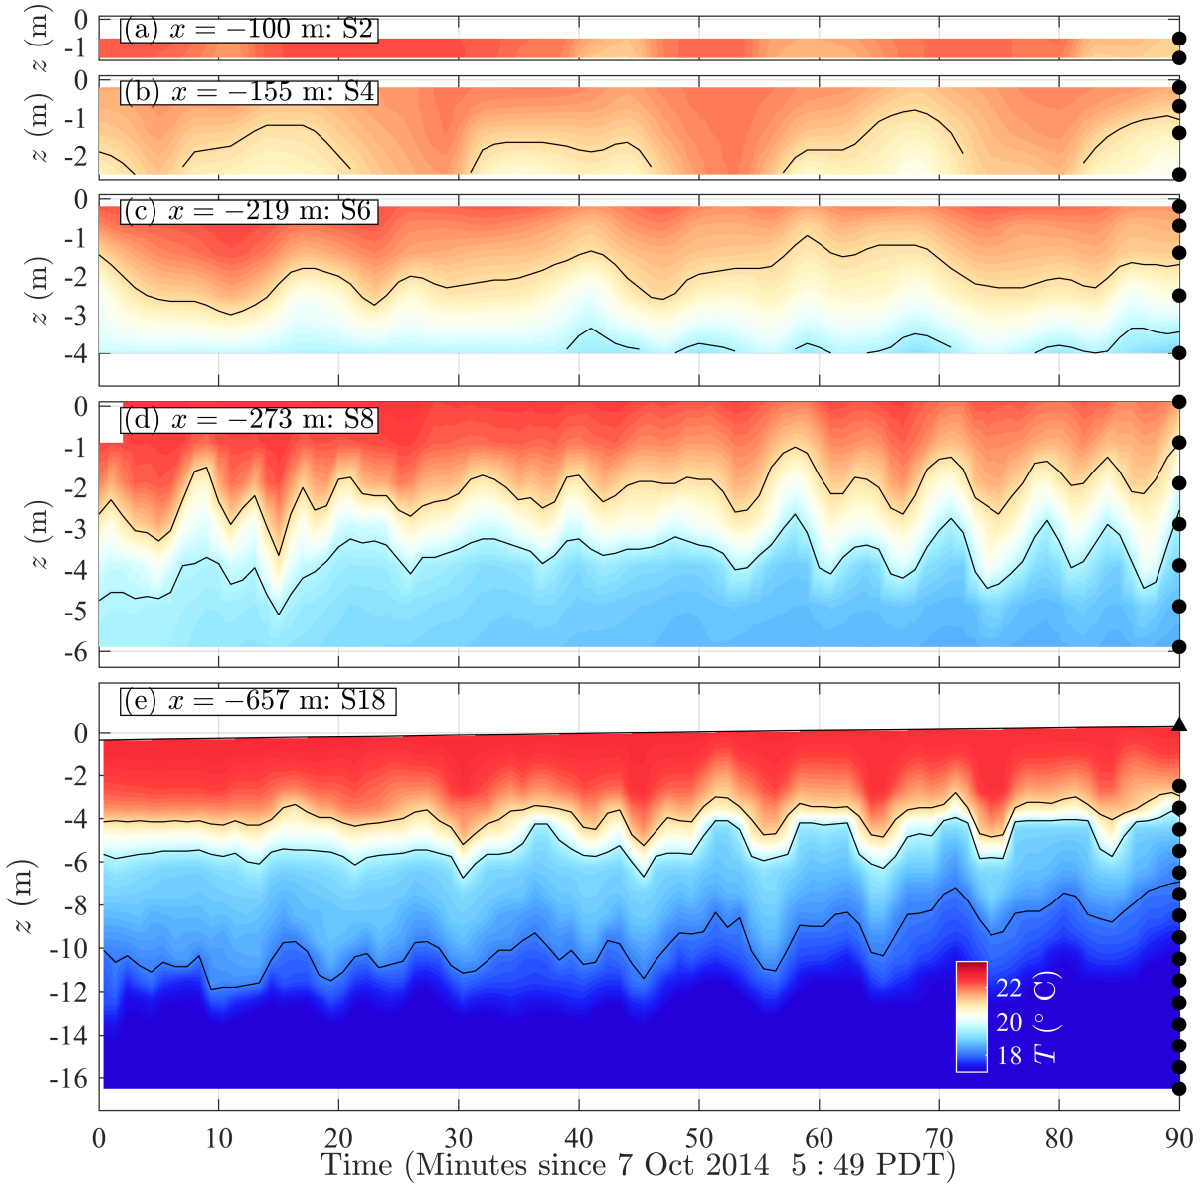 (a) x = −100 m: S2
0
-1
z (m)
(b) x = −155 m: S4
0
-1
-2
z (m)
(c) x = −219 m: S6
0
-1
-2
-3
-4
z (m)
(d) x = −273 m: S8
0
-1
-2
-3
-4
-5
-6
z (m)
(e) x = −657 m: S18
0
-2
-4
-6
-8
-10
-12
-14
-16
z (m)
22
20
18
T (° C)
0 10 20 30 40 50 60 70 80 90
Time (Minutes since 7 Oct 2014 5 : 49 PDT)